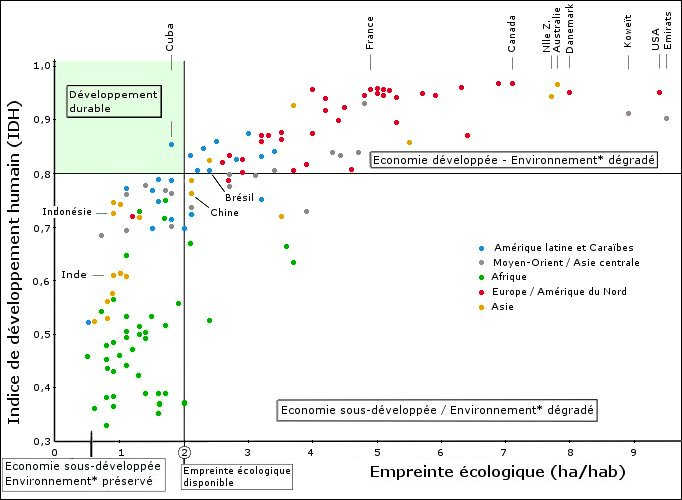 Cuba
France
Canada
Nlle Z.
Australie
Danemark
Koweït
USA
Emirats
Indice de développement humain (IDH)
1,0
0,9
0,8
0,7
0,6
0,5
0,4
0,3
Développement
durable
Economie développée - Environnement* dégradé
Brésil
Chine
Indonésie
Inde
Amérique latine et Caraïbes
Moyen-Orient / Asie centrale
Afrique
Europe / Amérique du Nord
Asie
Economie sous-développée / Environnement* dégradé
0 1 2 3 4 5 6 7 8 9
Economie sous-développée
Environnement* préservé
Empreinte écologique
disponible
Empreinte écologique (ha/hab)